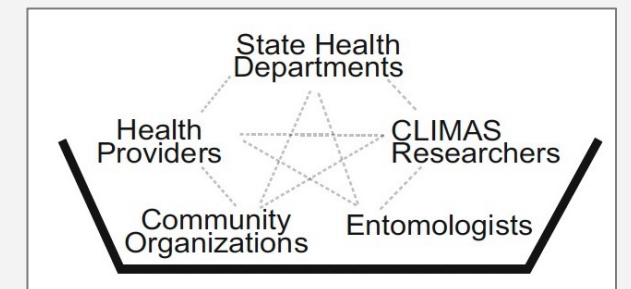 State Health
Departments
Health
Providers
CLIMAS
Researchers
Community
Organizations
Entomologists